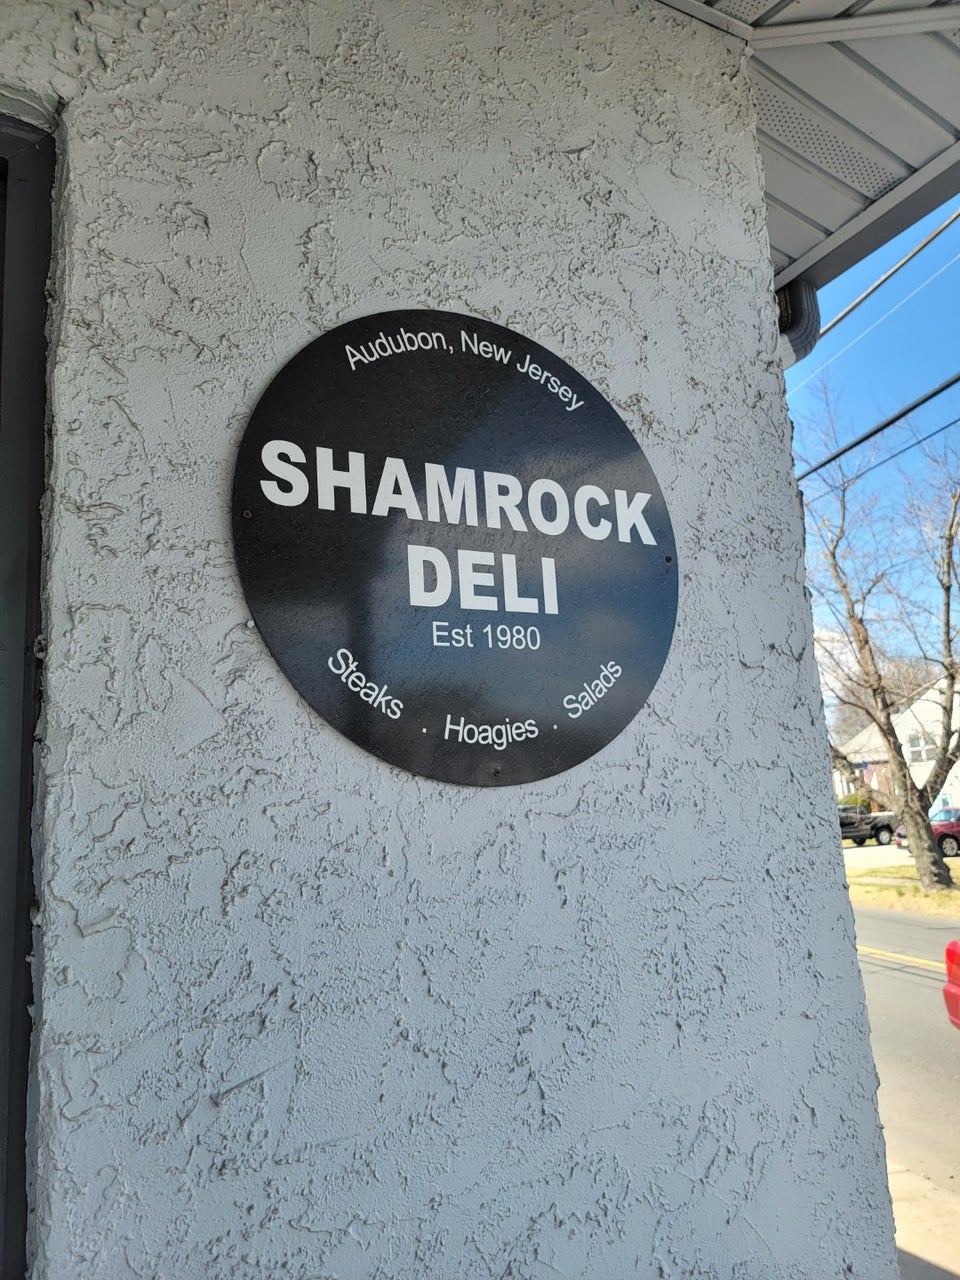 Audubon, New Jersey
SHAMROCK
DELI
Est 1980
Steaks . Hoagies . Salads